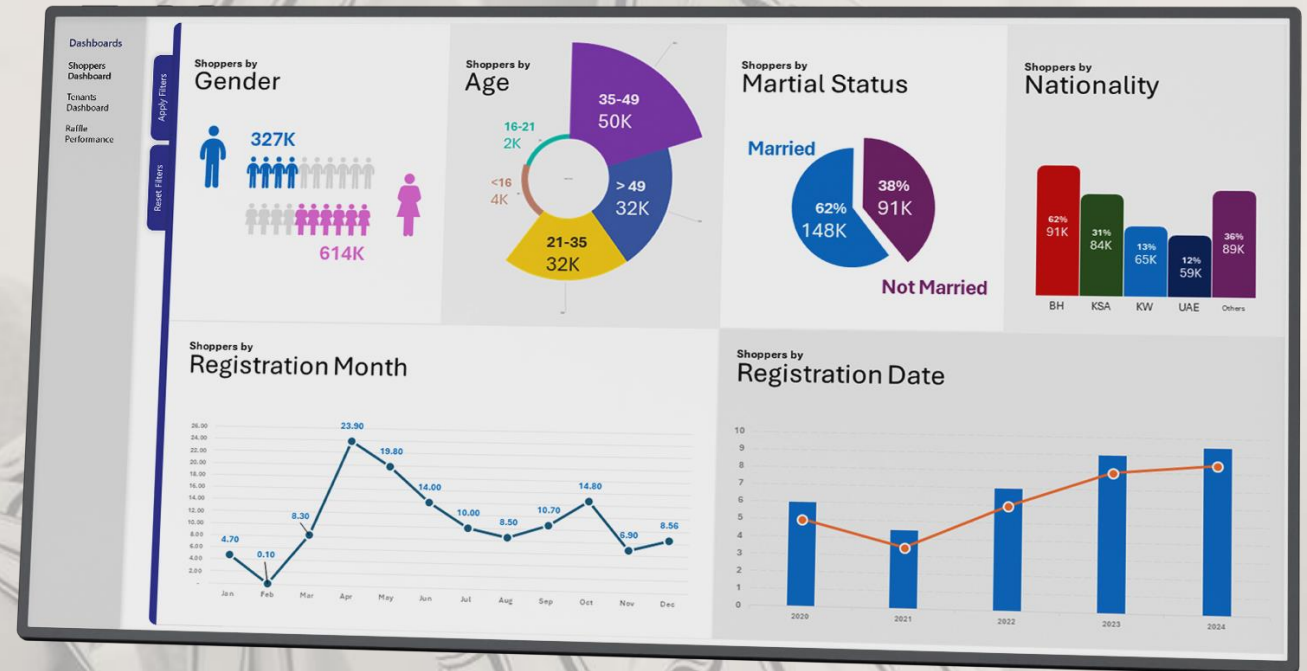 Dashboards
Shoppers
Dashboard
Tenants
Dashboard
Raffle
Performance
Apply Filters
Reset Filters
Shoppers by
Gender
327K
614K
Shoppers by
Age
35-49
50K
16-21
2K
<16
4K
> 49
32K
21-35
32K
Shoppers by
Martial Status
Married
62%
148K
38%
91K
Not Married
Shoppers by
Nationality
62%
91K
31%
84K
13%
65K
12%
59K
36%
89K
BH KSA KW UAE Others
Shoppers by
Registration Month
26.00
24.00
22.00
20.00
18.00
16.00
14.00
12.00
10.00
8.00
6.00
4.00
2.00
-
4.70
0.10
8.30
23.90
19.80
14.00
10.00
8.50
10.70
14.80
6.90
8.56
Jan Feb Mar Apr May Jun Jul Aug Sep Oct Nov Dec
Shoppers by
Registration Date
10
9
8
7
6
5
4
3
2
1
0
2020 2021 2022 2023 2024